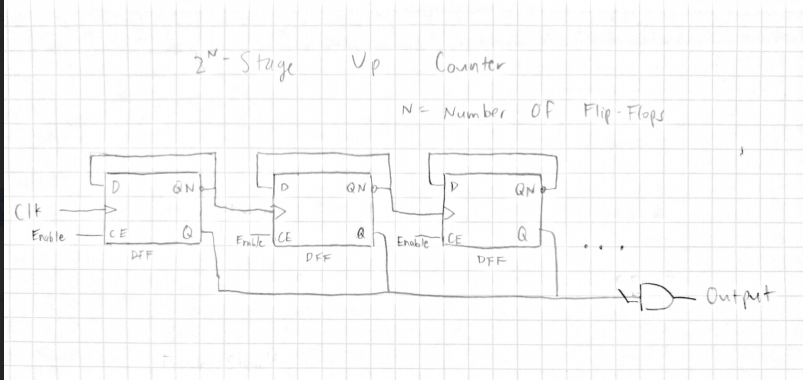 2^N-Stage Up Counter
N = Number Of Flip-Flops
D QN D QN D QN
Clk
Enable CE Q Enable CE Q Enable CE Q
DFF DFF DFF
...
Output